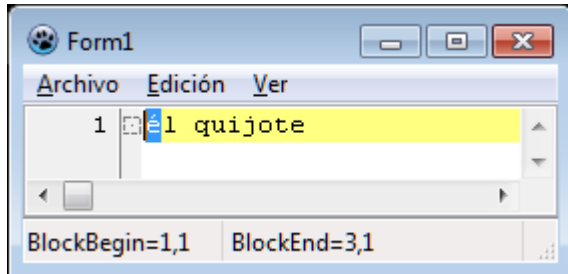 Form1
Archivo Edición Ver
1 él quijote
BlockBegin=1,1 BlockEnd=3,1